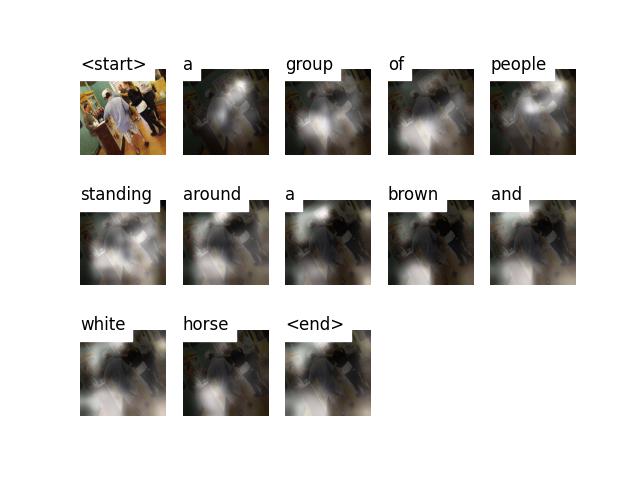 <start> a group of people
standing around a brown and
white horse <end>